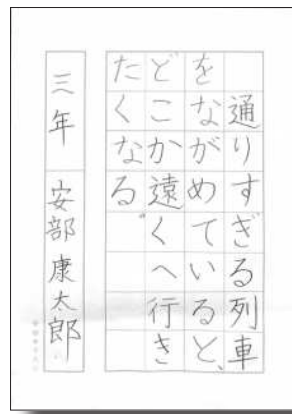 通りすぎる列車
をながめていると、
どこか遠くへ行き
たくなる。
三年 安部康太郎